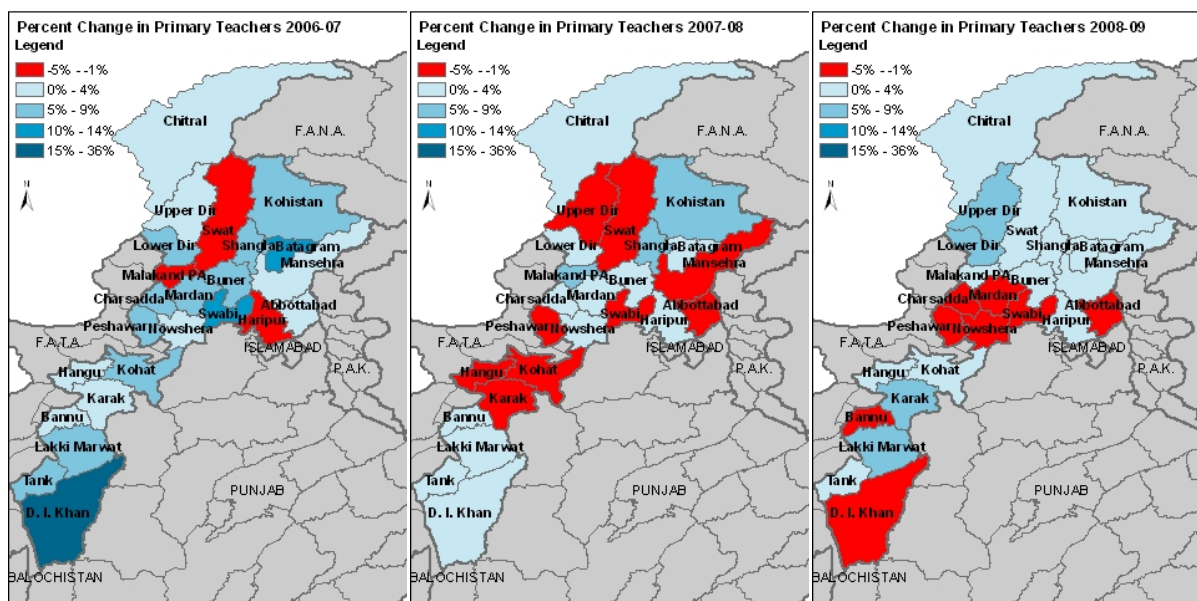 Percent Change in Primary Teachers 2006-07
Legend
-5% - -1%
0% - 4%
5% - 9%
10% - 14%
15% - 36%
N
Chitral
F.A.N.A.
Upper Dir
Kohistan
Swat
Lower Dir
Shangla
Batagram
Mansehra
Malakand PA
Buner
Charsadda
Mardan
Abbottabad
Swabi
Haripur
Peshawar
Nowshera
F.A.T.A.
ISLAMABAD
P.A.K.
Hangu
Kohat
Karak
Bannu
Lakki Marwat
Tank
PUNJAB
D. I. Khan
BALOCHISTAN
Percent Change in Primary Teachers 2007-08
Legend
-5% - -1%
0% - 4%
5% - 9%
10% - 14%
15% - 36%
N
Chitral
F.A.N.A.
Upper Dir
Kohistan
Swat
Lower Dir
Shangla
Batagram
Mansehra
Malakand PA
Buner
Charsadda
Mardan
Abbottabad
Swabi
Haripur
Peshawar
Nowshera
F.A.T.A.
ISLAMABAD
P.A.K.
Hangu
Kohat
Karak
Bannu
Lakki Marwat
Tank
PUNJAB
D. I. Khan
BALOCHISTAN
Percent Change in Primary Teachers 2008-09
Legend
-5% - -1%
0% - 4%
5% - 9%
10% - 14%
15% - 36%
N
Chitral
F.A.N.A.
Upper Dir
Kohistan
Swat
Lower Dir
Shangla
Batagram
Mansehra
Malakand PA
Buner
Charsadda
Mardan
Abbottabad
Swabi
Haripur
Peshawar
Nowshera
F.A.T.A.
ISLAMABAD
P.A.K.
Hangu
Kohat
Karak
Bannu
Lakki Marwat
Tank
PUNJAB
D. I. Khan
BALOCHISTAN